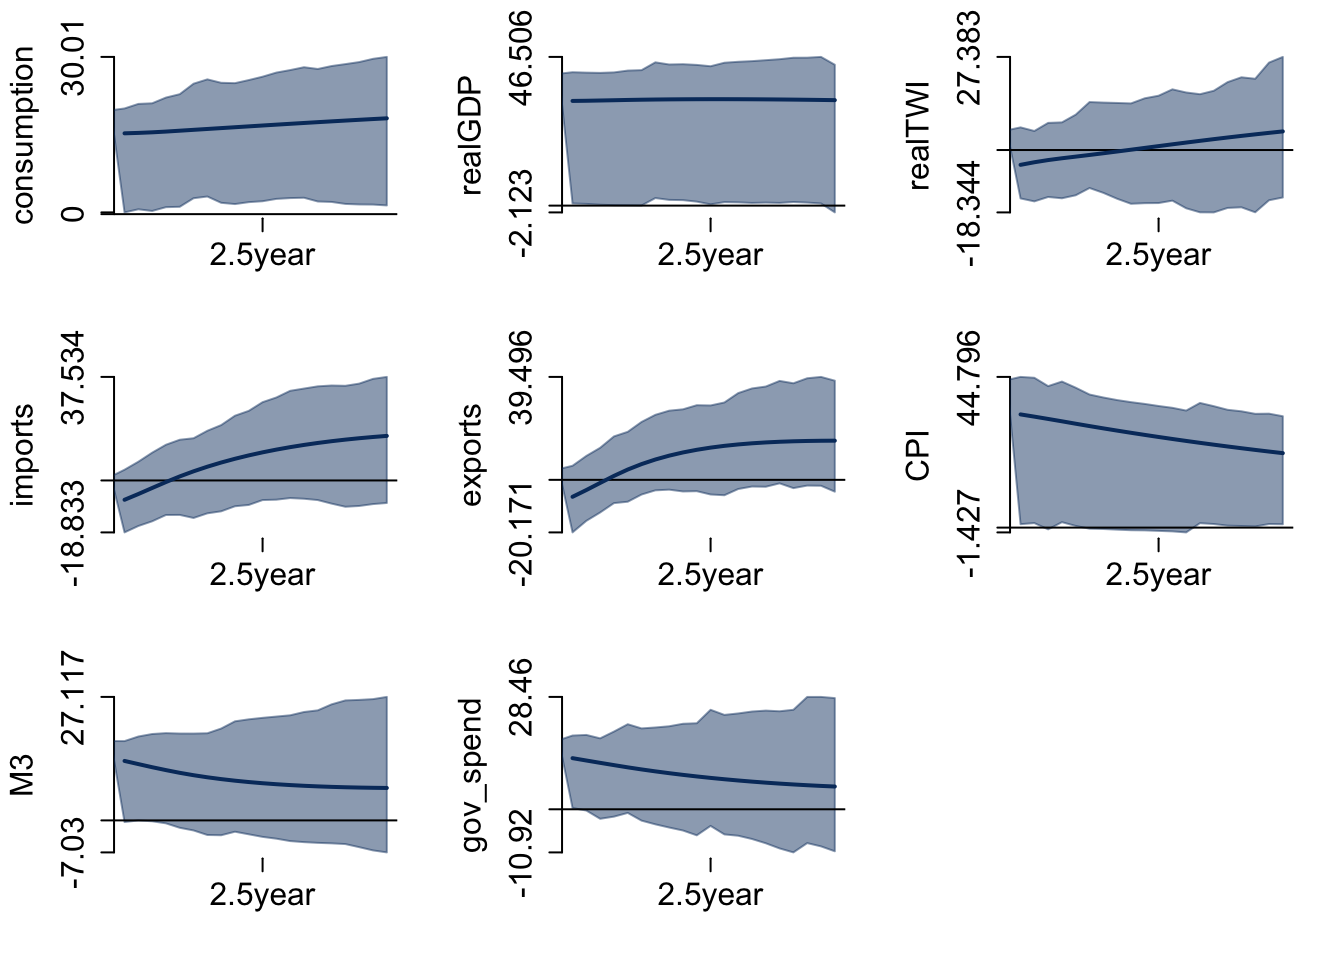 consumption
30.01
0
2.5year
realGDP
46.506
-2.123
2.5year
realTWI
27.383
-18.344
2.5year
imports
37.534
-18.833
2.5year
exports
39.496
-20.171
2.5year
CPI
44.796
-1.427
2.5year
M3
27.117
-7.03
2.5year
gov_spend
28.46
-10.92
2.5year